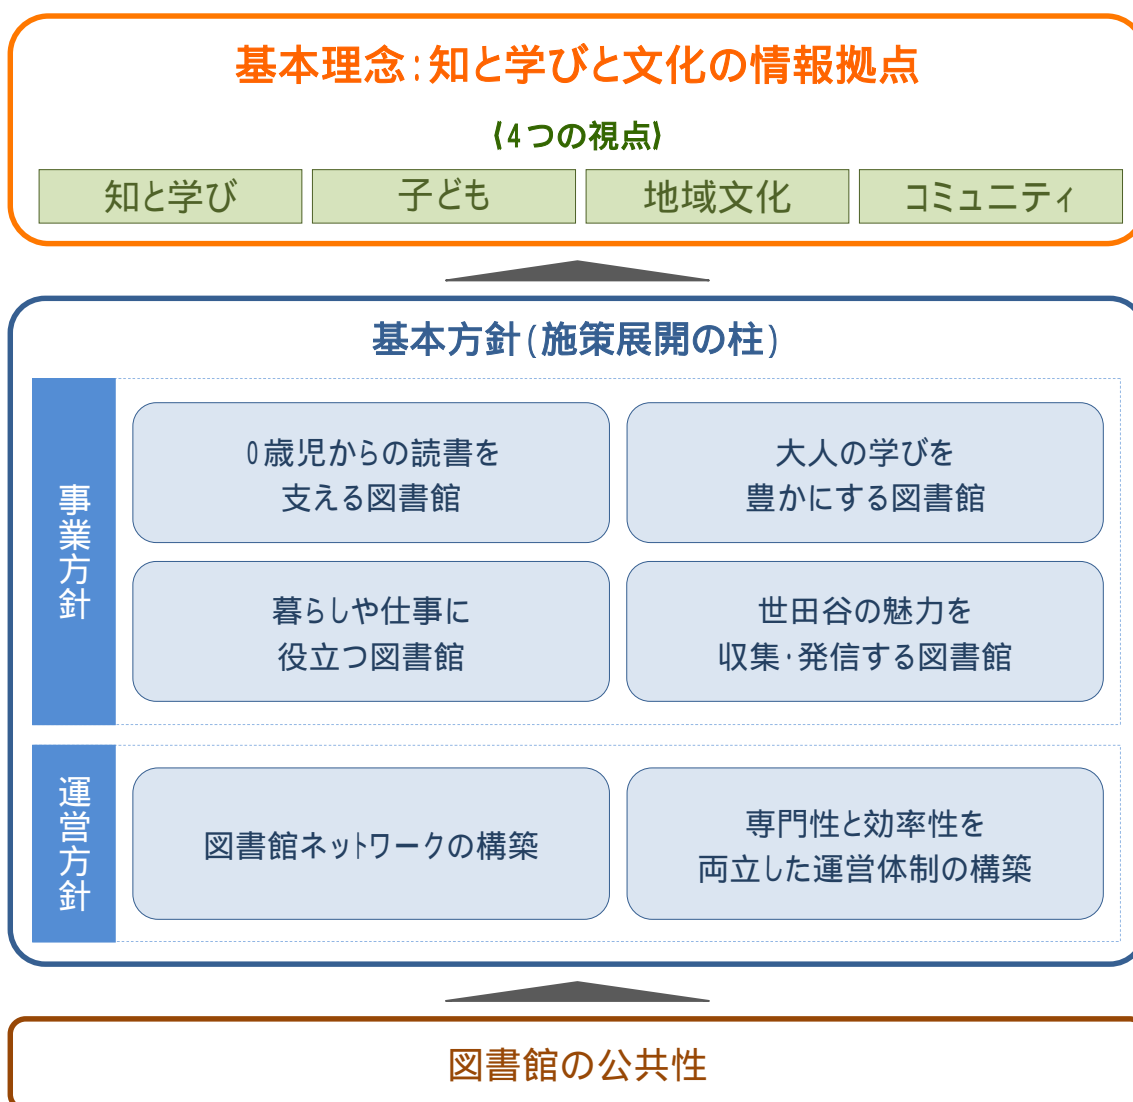 基本理念:知と学びと文化の情報拠点
(4つの視点)
知と学び
子ども
地域文化
コミュニティ
基本方針(施策展開の柱)
事業方針
0歳児からの読書を
支える図書館
大人の学びを
豊かにする図書館
暮らしや仕事に
役立つ図書館
世田谷の魅力を
収集・発信する図書館
運営方針
図書館ネットワークの構築
専門性と効率性を
両立した運営体制の構築
図書館の公共性